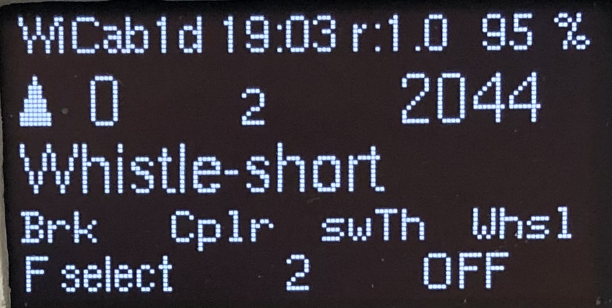 WiCab1d 19:03 r:1.0 95 %
0 2 2044
Whistle-short
Brk Cplr swTh Whsl
F select 2 OFF